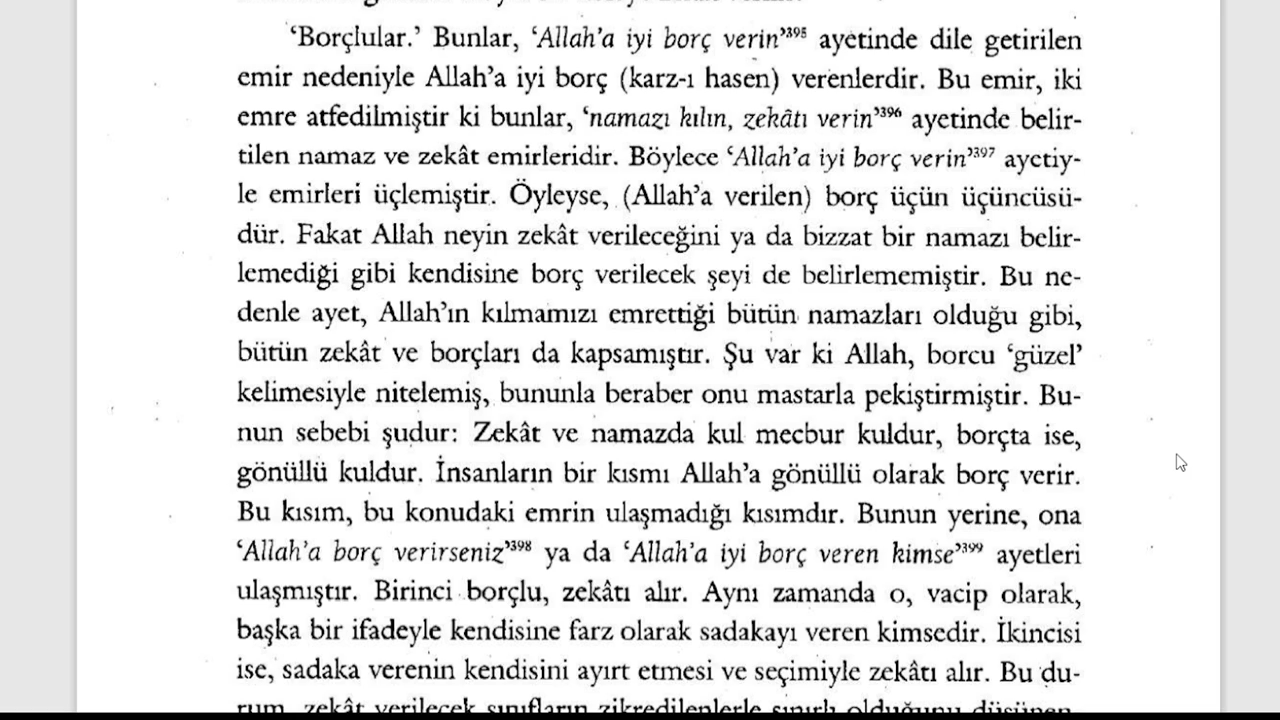 ‘Borçlular.’ Bunlar, ‘Allah’a iyi borç verin’³⁹⁵ ayetinde dile getirilen
emir nedeniyle Allah’a iyi borç (karz-ı hasen) verenlerdir. Bu emir, iki
emre atfedilmiştir ki bunlar, ‘namazı kılın, zekâtı verin’³⁹⁶ ayetinde belir-
tilen namaz ve zekât emirleridir. Böylece ‘Allah’a iyi borç verin’³⁹⁷ ayetiy-
le emirleri üçlemiştir. Öyleyse, (Allah’a verilen) borç üçün üçüncüsü-
dür. Fakat Allah neyin zekât verileceğini ya da bizzat bir namazı belir-
lemediği gibi kendisine borç verilecek şeyi de belirlememiştir. Bu ne-
denle ayet, Allah’ın kılmamızı emrettiği bütün namazları olduğu gibi,
bütün zekât ve borçları da kapsamıştır. Şu var ki Allah, borcu ‘güzel’
kelimesiyle nitelemiş, bununla beraber onu mastarla pekiştirmiştir. Bu-
nun sebebi şudur: Zekât ve namazda kul mecbur kuldur, borçta ise,
gönüllü kuldur. İnsanların bir kısmı Allah’a gönüllü olarak borç verir.
Bu kısım, bu konudaki emrin ulaşmadığı kısımdır. Bunun yerine, ona
‘Allah’a borç verirseniz’³⁹⁸ ya da ‘Allah’a iyi borç veren kimse’³⁹⁹ ayetleri
ulaşmıştır. Birinci borçlu, zekâtı alır. Aynı zamanda o, vacip olarak,
başka bir ifadeyle kendisine farz olarak sadakayı veren kimsedir. İkincisi
ise, sadaka verenin kendisini ayırt etmesi ve seçimiyle zekâtı alır. Bu du-
rum, zekât verilecek sınıfların zikredilenlerle sınırlı olduğunu düşünen